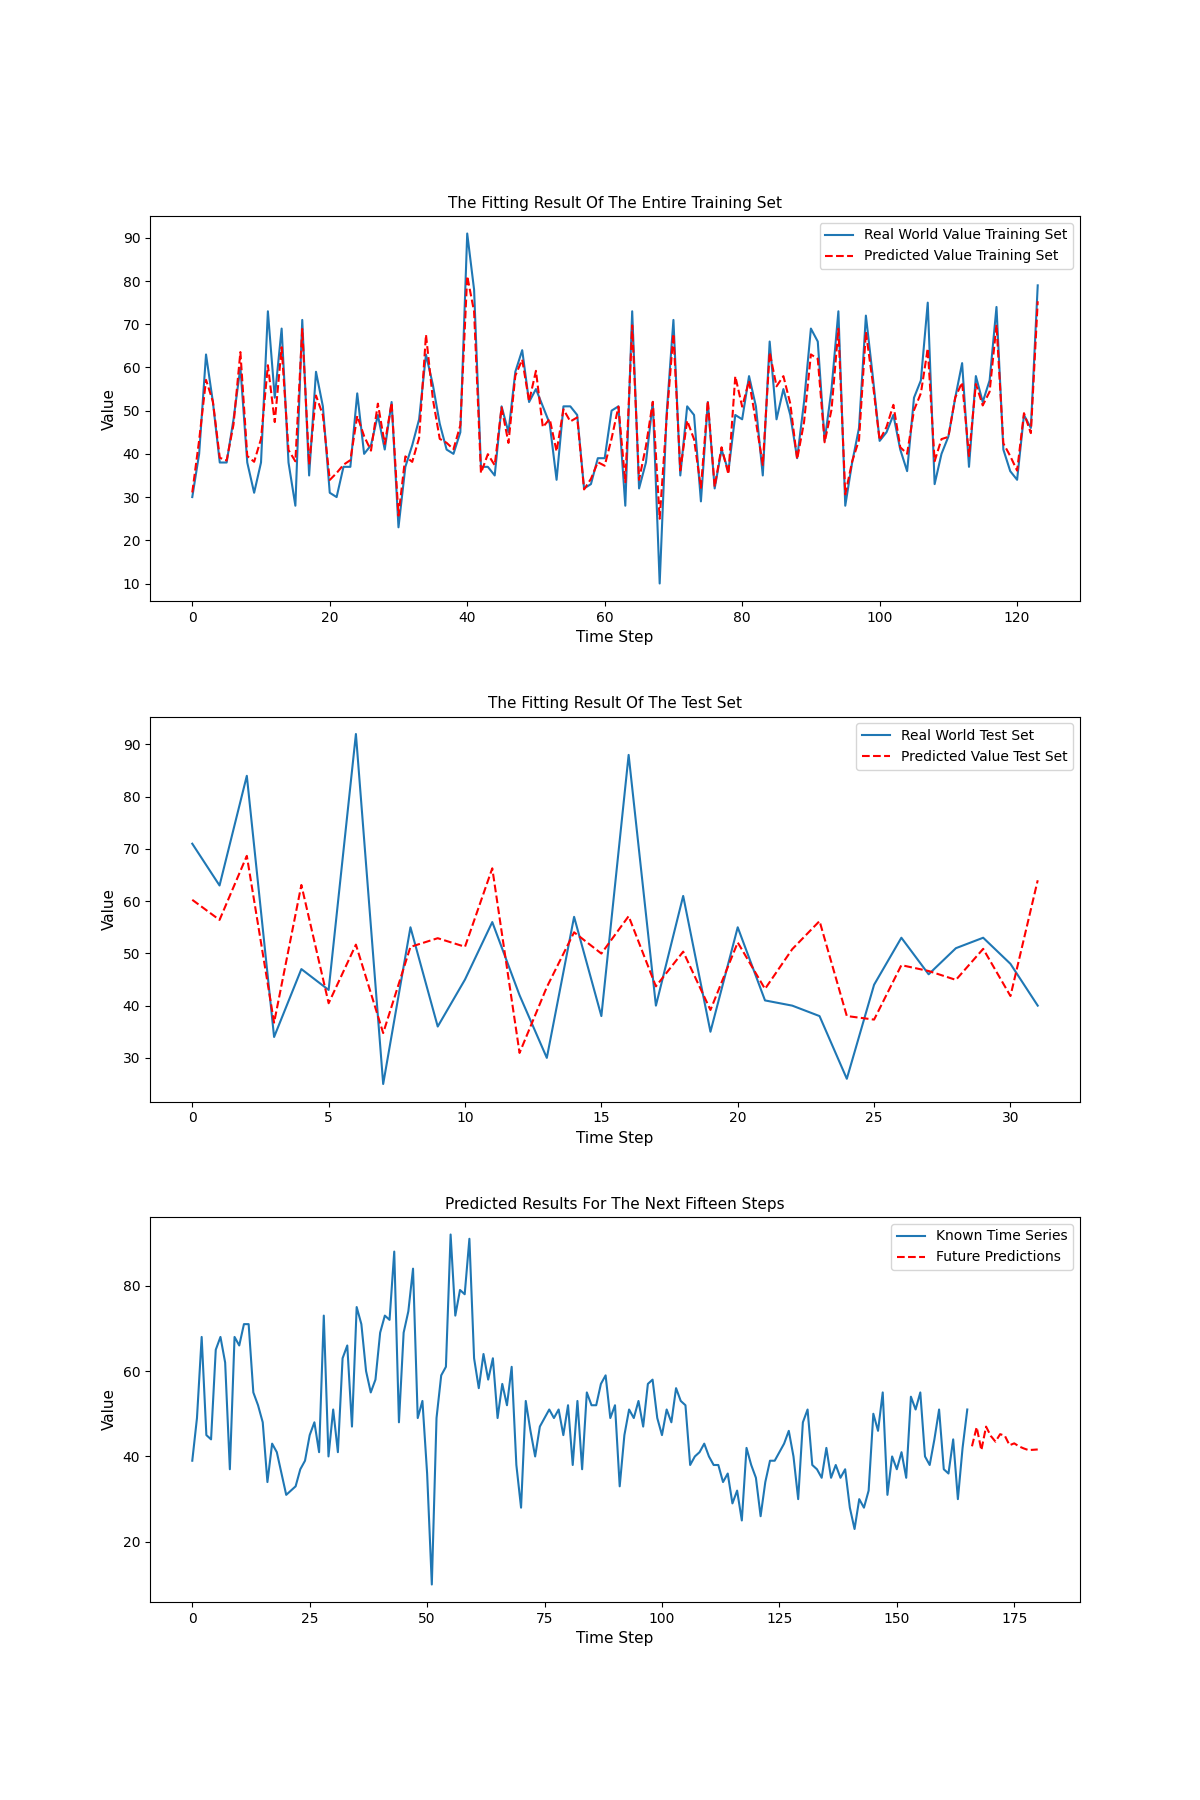 The Fitting Result Of The Entire Training Set
Real World Value Training Set
Predicted Value Training Set
Value
90
80
70
60
50
40
30
20
10
0 20 40 60 80 100 120
Time Step
The Fitting Result Of The Test Set
Real World Test Set
Predicted Value Test Set
Value
90
80
70
60
50
40
30
0 5 10 15 20 25 30
Time Step
Predicted Results For The Next Fifteen Steps
Known Time Series
Future Predictions
Value
80
60
40
20
0 25 50 75 100 125 150 175
Time Step